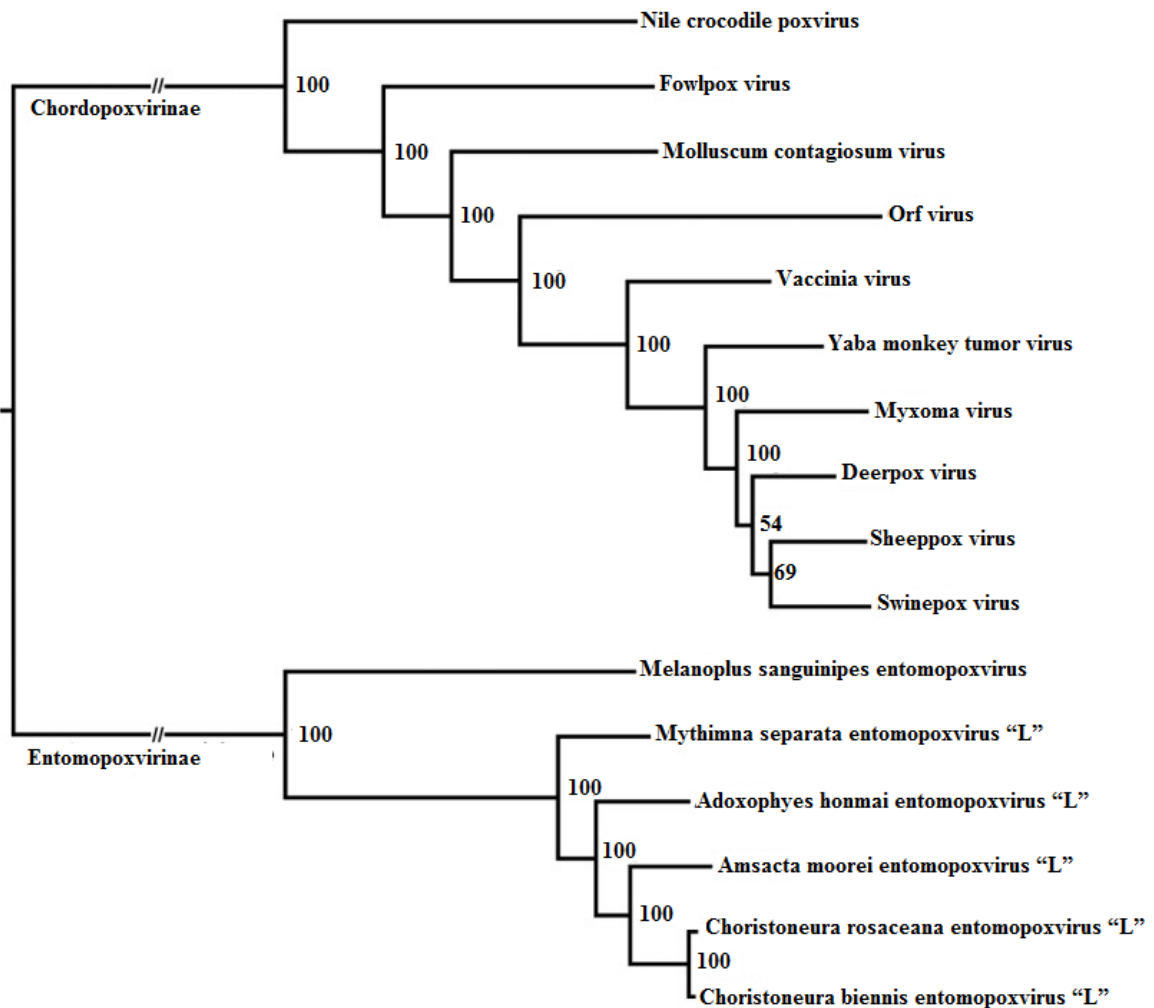 Nile crocodile poxvirus
100
Chordopoxvirinae
Fowlpox virus
100
Molluscum contagiosum virus
100
Orf virus
100
Vaccinia virus
100
Yaba monkey tumor virus
100
Myxoma virus
100
Deerpox virus
54
Sheeppox virus
69
Swinepox virus
Melanoplus sanguinipes entomopoxvirus
100
Entomopoxvirinae
Mythimna separata entomopoxvirus “L”
100
Adoxophyes honmai entomopoxvirus “L”
100
Amsacta moorei entomopoxvirus “L”
100
Choristoneura rosaceana entomopoxvirus “L”
100
Choristoneura biennis entomopoxvirus “L”